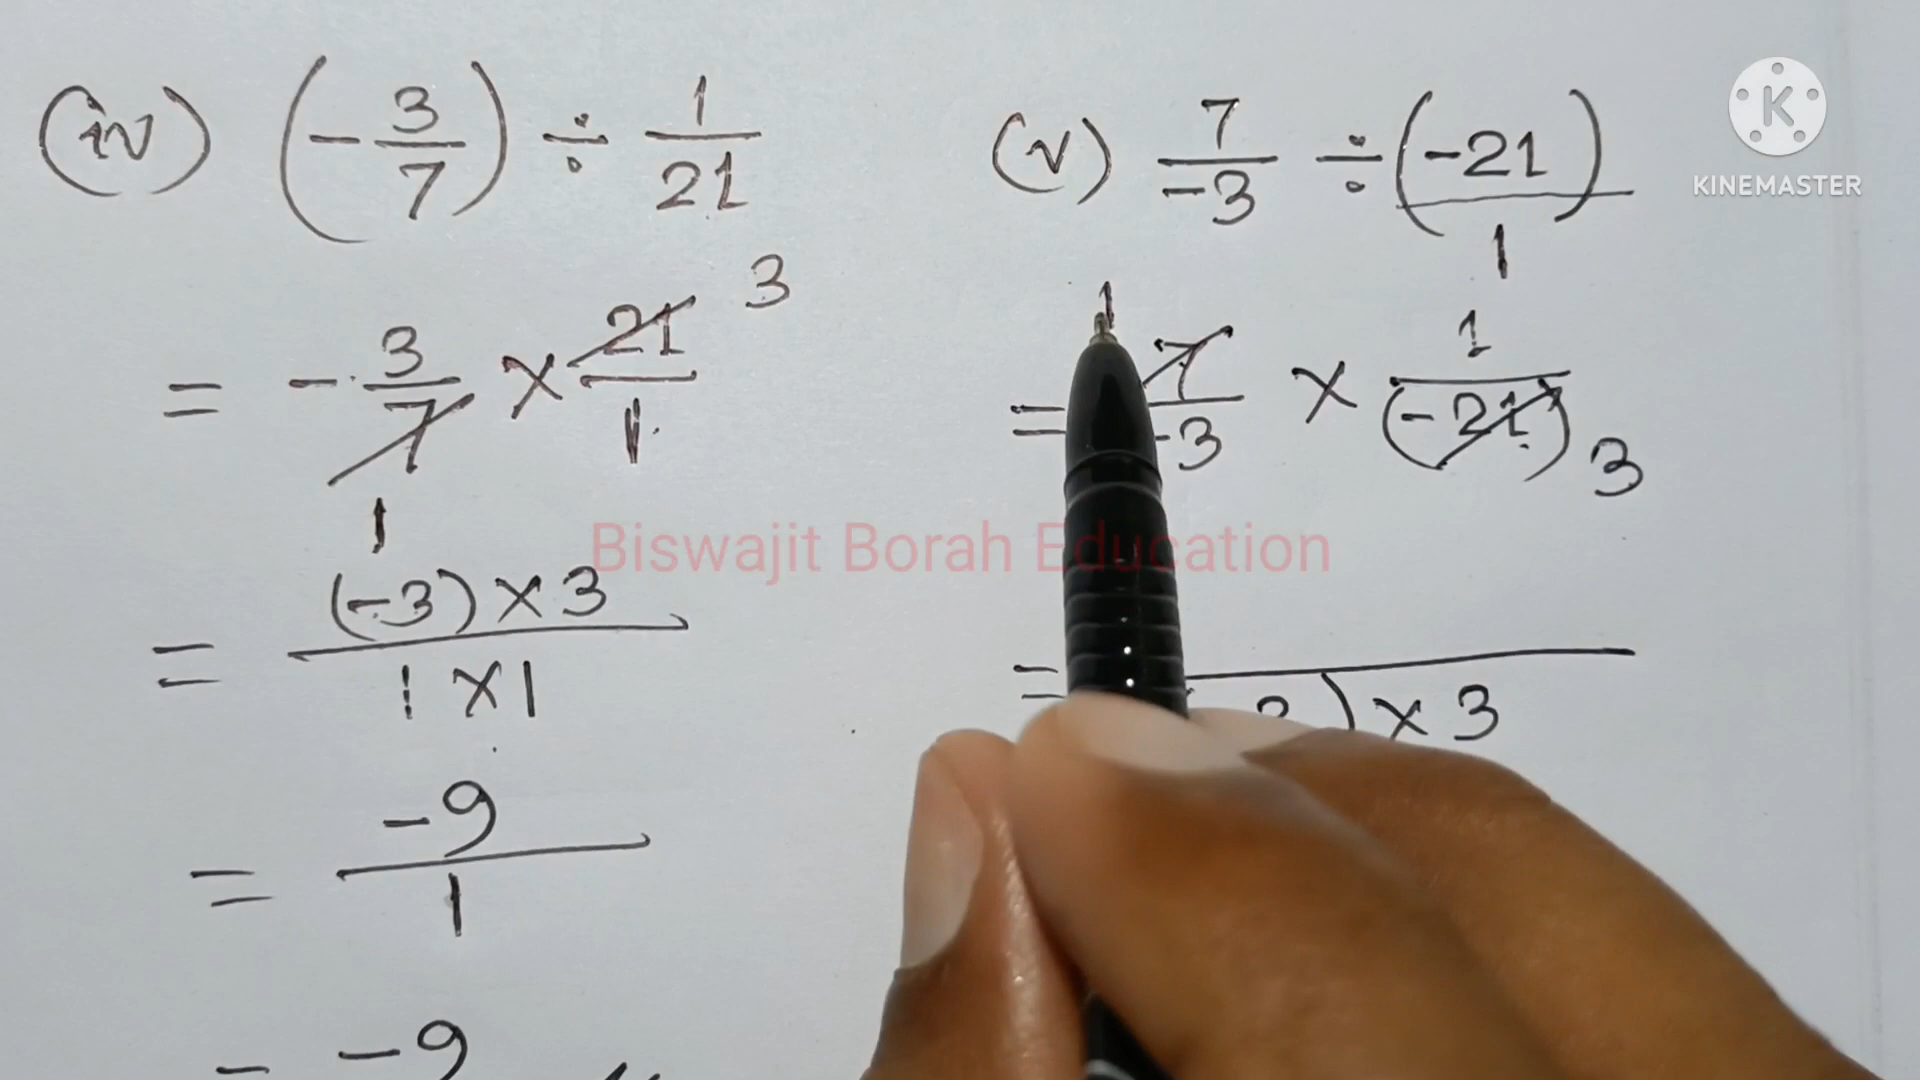 (iv) (-3/7) ÷ 1/21
= -3/7 × 21/1
3
1
= (-3) × 3 / 1 × 1
= -9/1
= -9
(v) 7/-3 ÷ (-21)/1
1
= 7/-3 × 1/(-21)
3
= ) × 3
KINEMASTER
Biswajit Borah Education